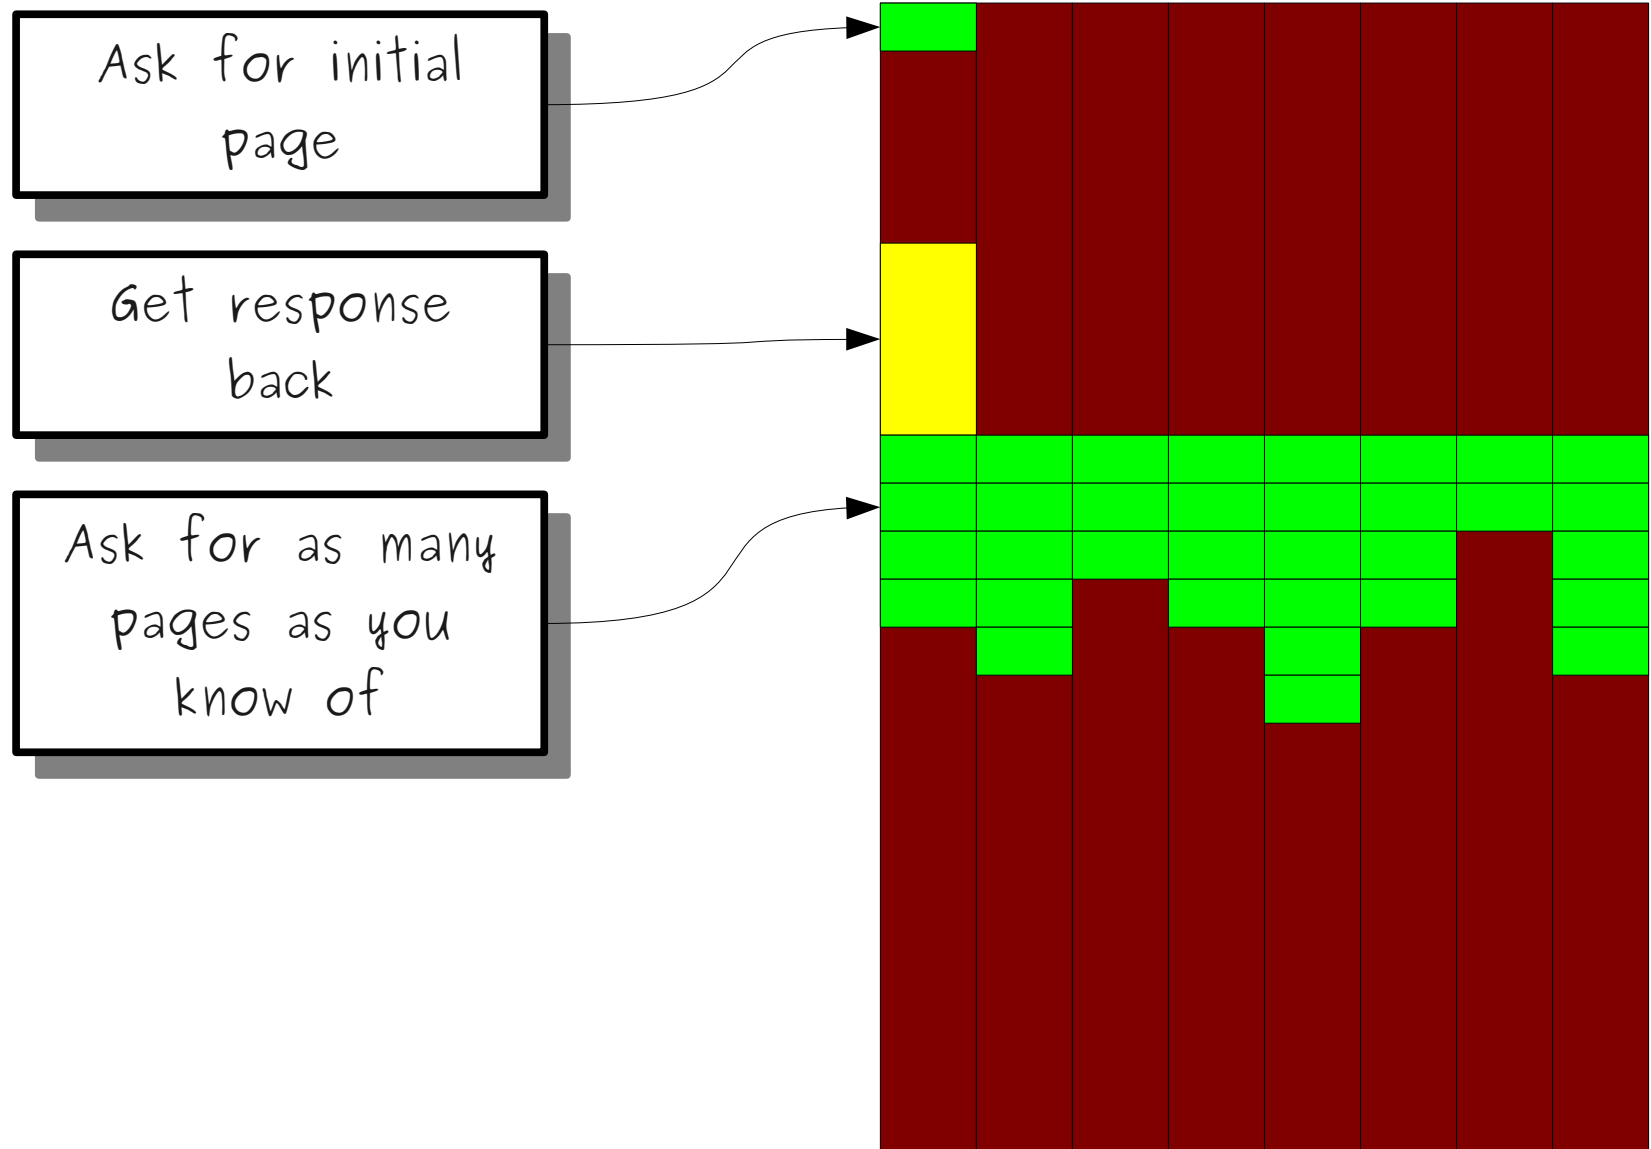 Ask for initial
page
Get response
back
Ask for as many
pages as you
know of